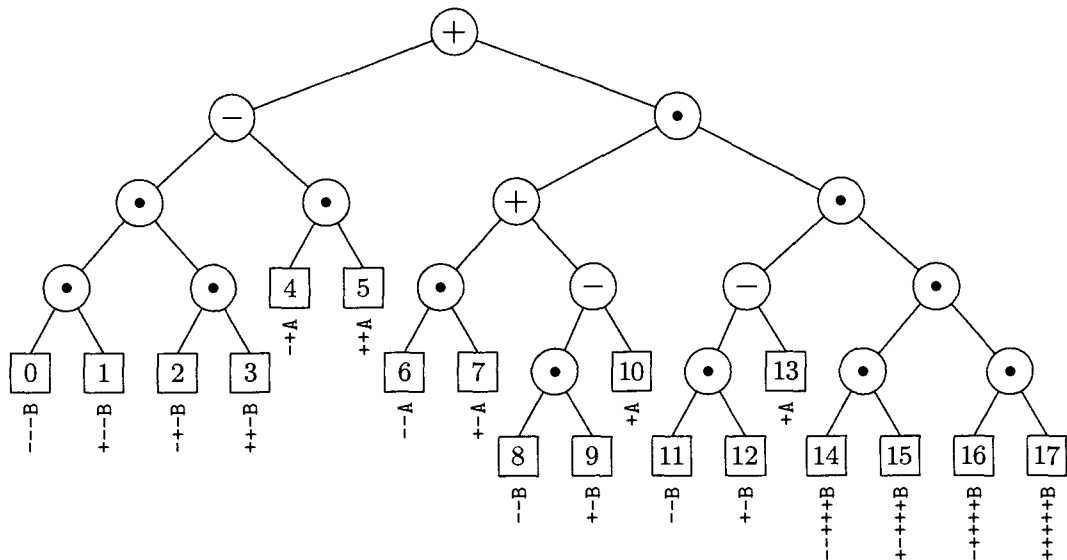 +
− •
• • + •
• • 4 5 • − − •
-+A ++A
0 1 2 3 6 7 • 10 • 13 • •
---B +--B -+-B ++-B --A +-A +A +A
8 9 11 12 14 15 16 17
--B +-B --B +-B --+++B +-+++B -++++B +++++B